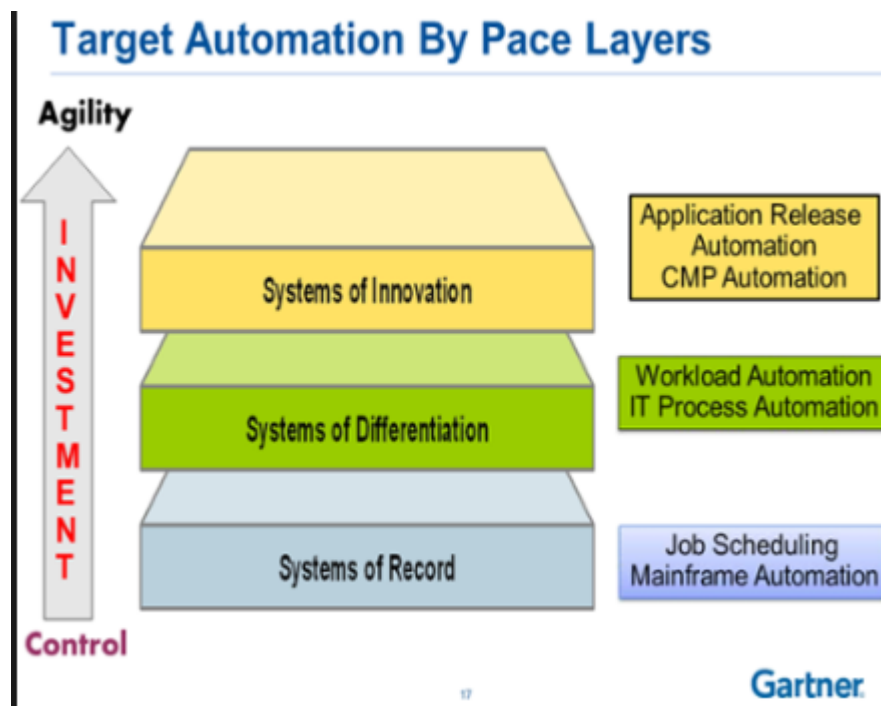 Target Automation By Pace Layers
Agility
INVESTMENT
Control
Systems of Innovation
Application Release
Automation
CMP Automation
Systems of Differentiation
Workload Automation
IT Process Automation
Systems of Record
Job Scheduling
Mainframe Automation
17
Gartner.